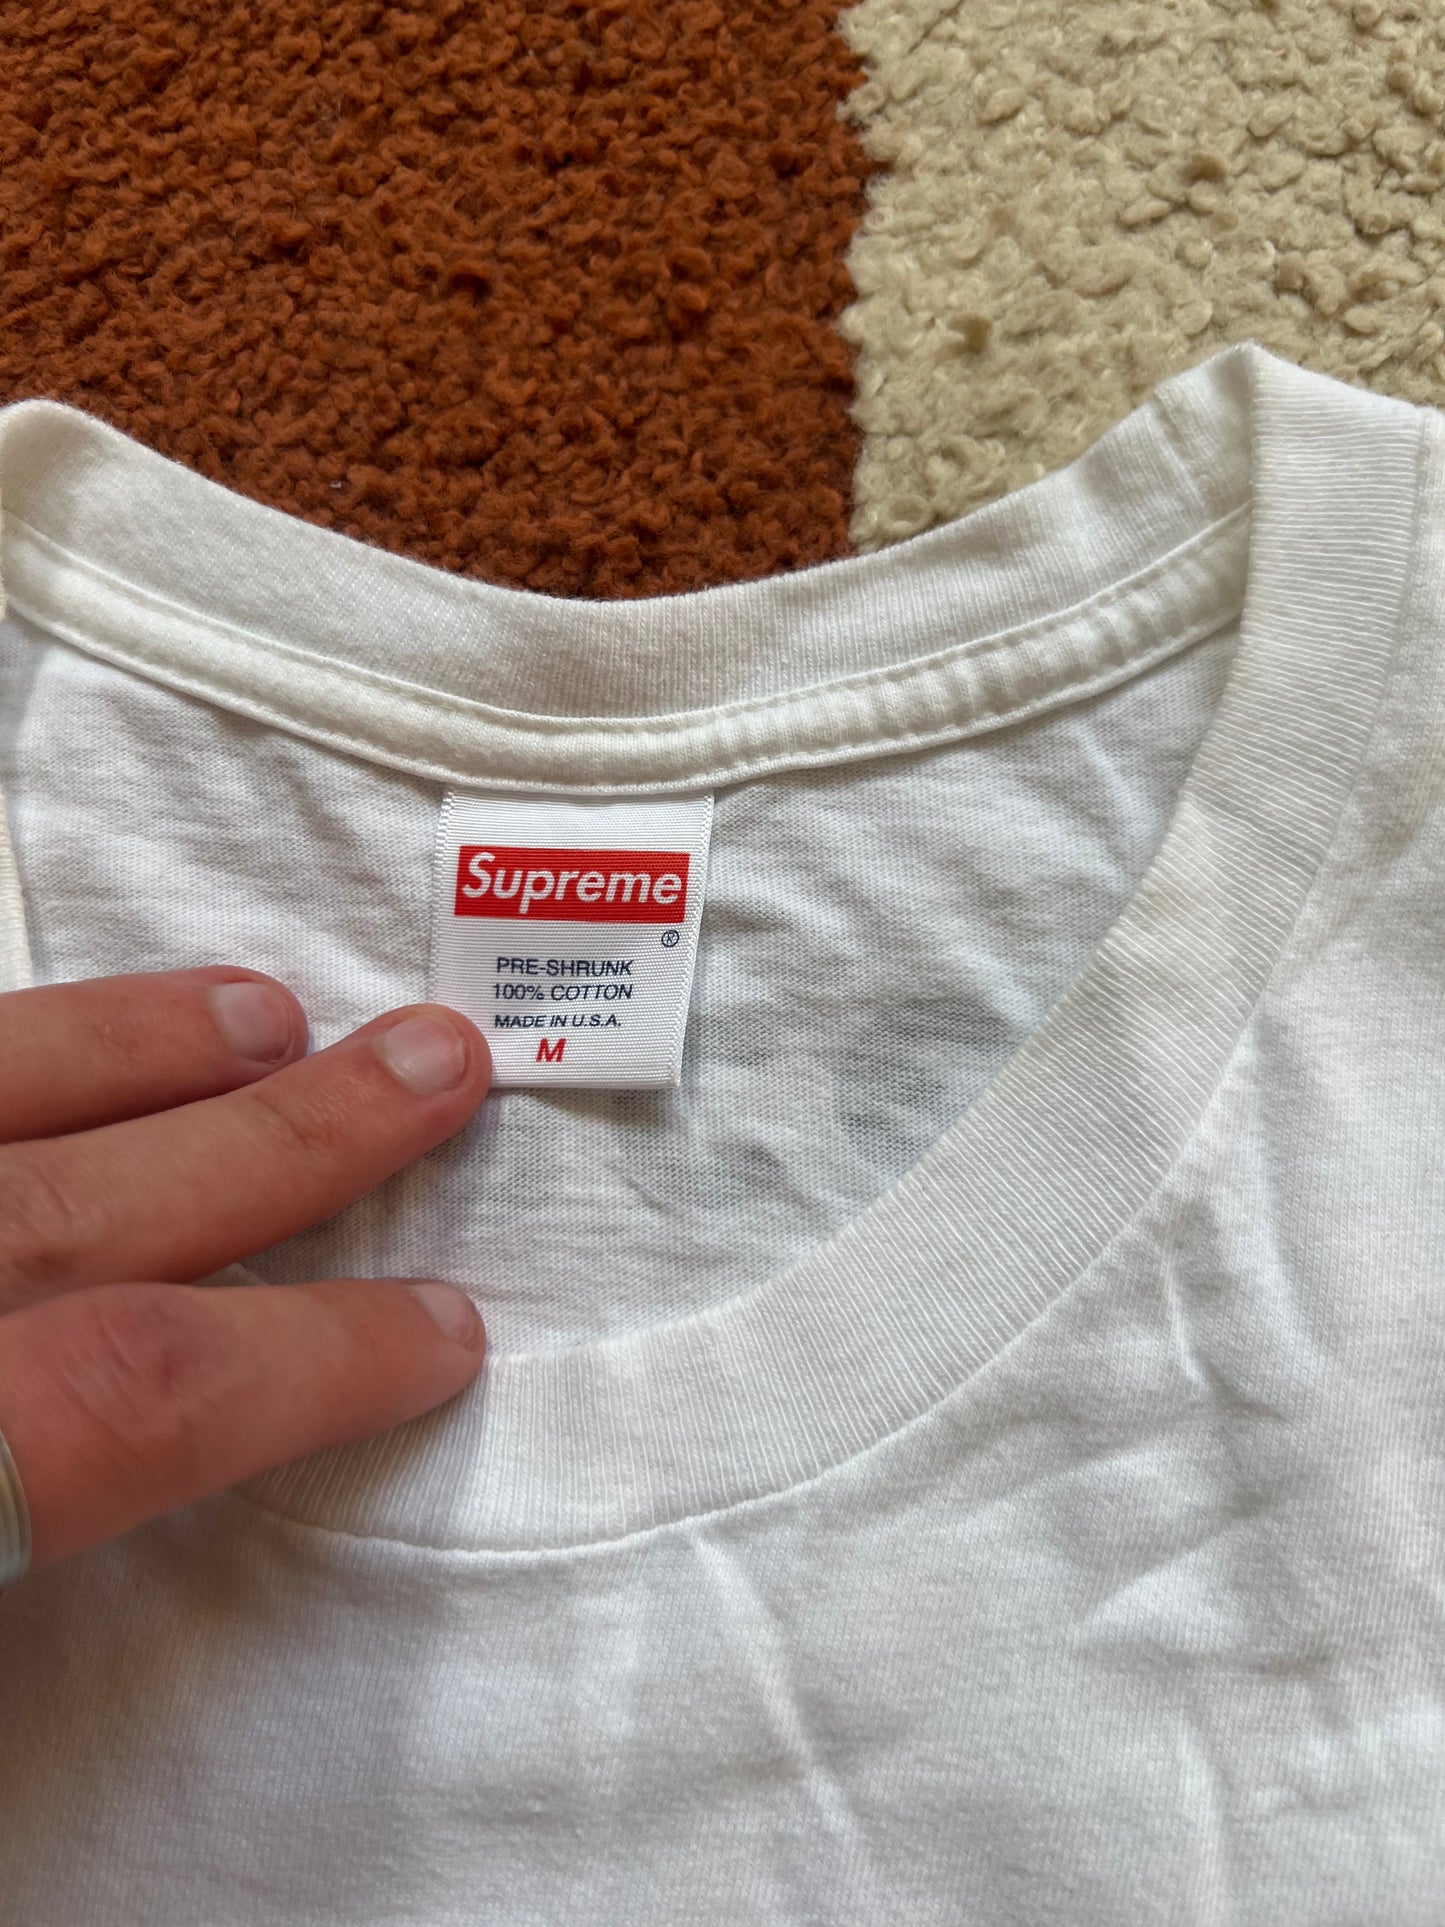 Supreme
®
PRE-SHRUNK
100% COTTON
MADE IN U.S.A.
M